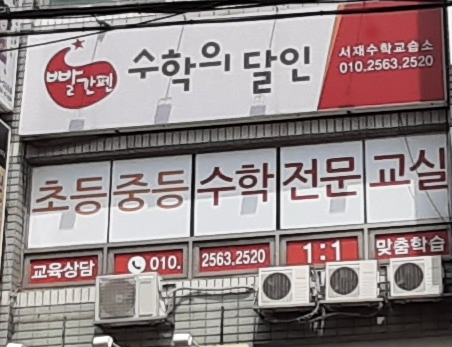 빨간펜 수학의 달인 서재수학교습소
010.2563.2520
초등중등 수학 전문 교실
교육상담 010. 2563.2520 1:1 맞춤학습